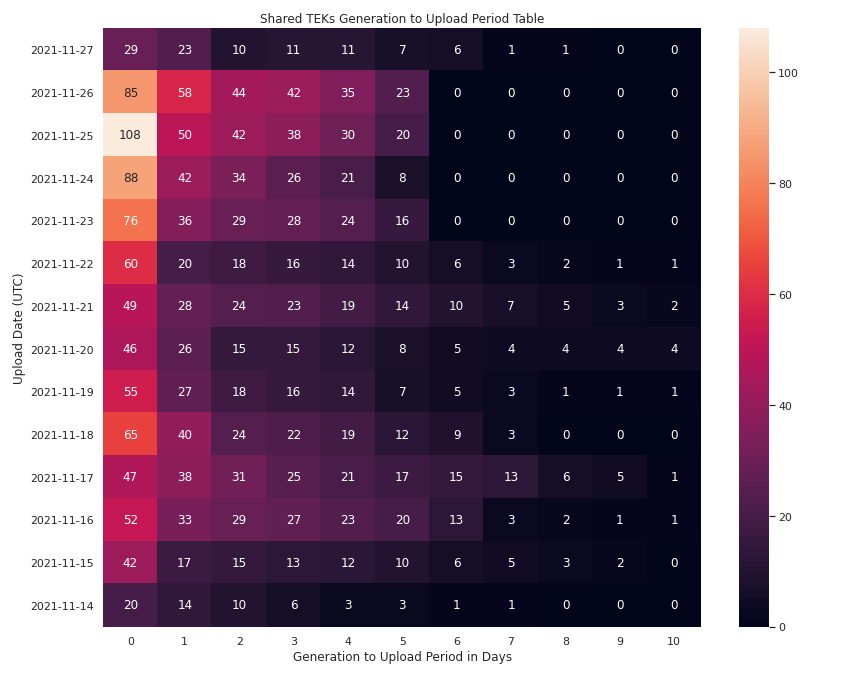 Shared TEKs Generation to Upload Period Table
Upload Date (UTC)
2021-11-27 29 23 10 11 11 7 6 1 1 0 0
2021-11-26 85 58 44 42 35 23 0 0 0 0 0
2021-11-25 108 50 42 38 30 20 0 0 0 0 0
2021-11-24 88 42 34 26 21 8 0 0 0 0 0
2021-11-23 76 36 29 28 24 16 0 0 0 0 0
2021-11-22 60 20 18 16 14 10 6 3 2 1 1
2021-11-21 49 28 24 23 19 14 10 7 5 3 2
2021-11-20 46 26 15 15 12 8 5 4 4 4 4
2021-11-19 55 27 18 16 14 7 5 3 1 1 1
2021-11-18 65 40 24 22 19 12 9 3 0 0 0
2021-11-17 47 38 31 25 21 17 15 13 6 5 1
2021-11-16 52 33 29 27 23 20 13 3 2 1 1
2021-11-15 42 17 15 13 12 10 6 5 3 2 0
2021-11-14 20 14 10 6 3 3 1 1 0 0 0
0 1 2 3 4 5 6 7 8 9 10
Generation to Upload Period in Days
100
80
60
40
20
0